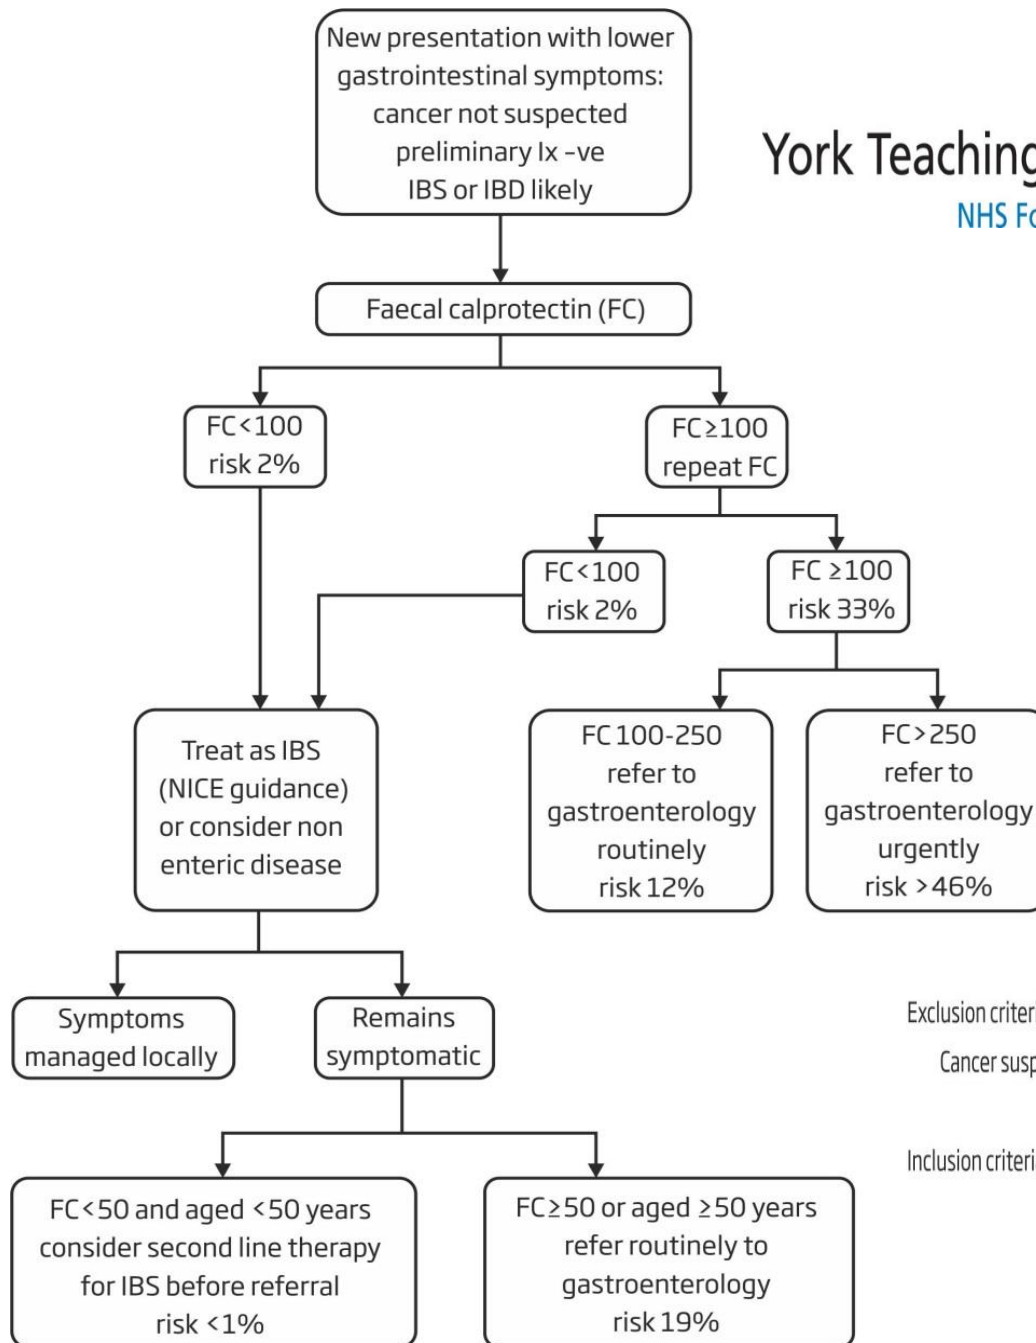 New presentation with lower
gastrointestinal symptoms:
cancer not suspected
preliminary Ix –ve
IBS or IBD likely
York Teaching
NHS Fo
Faecal calprotectin (FC)
FC<100
risk 2%
FC≥100
repeat FC
FC<100
risk 2%
FC ≥100
risk 33%
Treat as IBS
(NICE guidance)
or consider non
enteric disease
FC 100-250
refer to
gastroenterology
routinely
risk 12%
FC>250
refer to
gastroenterology
urgently
risk >46%
Symptoms
managed locally
Remains
symptomatic
Exclusion criteri
Cancer susp
Inclusion criteri
FC<50 and aged <50 years
consider second line therapy
for IBS before referral
risk <1%
FC≥50 or aged ≥50 years
refer routinely to
gastroenterology
risk 19%